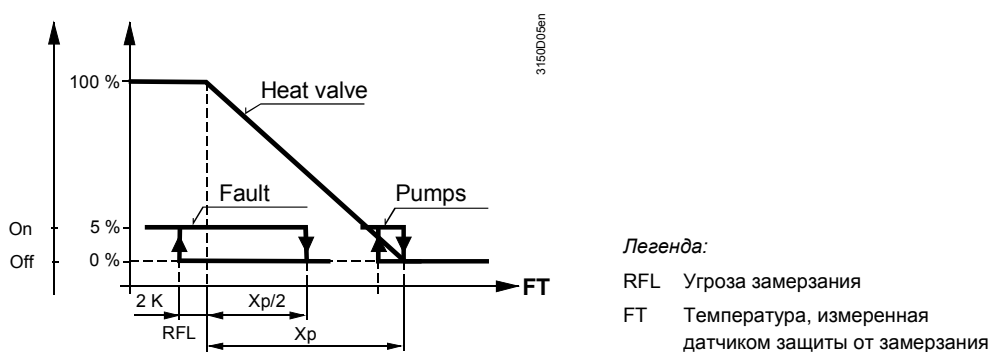 3150D05en
100 %
Heat valve
Fault
Pumps
On
5 %
Off
0 %
FT
2 K
Xp/2
RFL
Xp
Легенда:
RFL Угроза замерзания
FT Температура, измеренная
датчиком защиты от замерзания